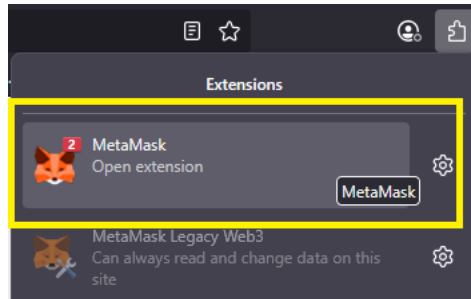 Extensions
2
MetaMask
Open extension
MetaMask
MetaMask Legacy Web3
Can always read and change data on this
site